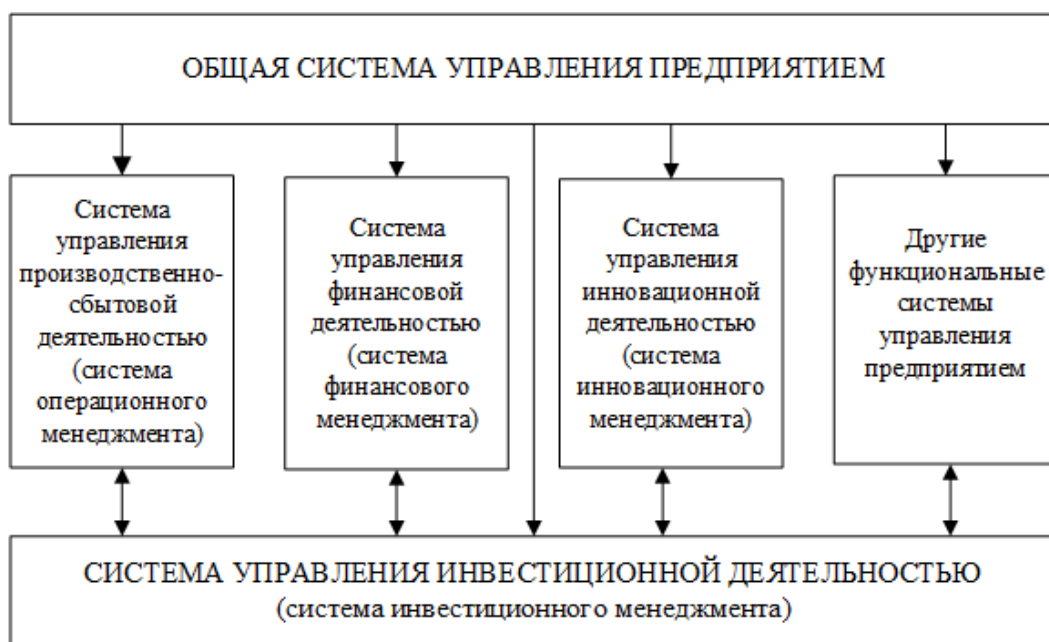 ОБЩАЯ СИСТЕМА УПРАВЛЕНИЯ ПРЕДПРИЯТИЕМ
Система
управления
производственно-
сбытовой
деятельностью
(система
операционного
менеджмента)
Система
управления
финансовой
деятельностью
(система
финансового
менеджмента)
Система
управления
инновационной
деятельностью
(система
инновационного
менеджмента)
Другие
функциональные
системы
управления
предприятием
СИСТЕМА УПРАВЛЕНИЯ ИНВЕСТИЦИОННОЙ ДЕЯТЕЛЬНОСТЬЮ
(система инвестиционного менеджмента)